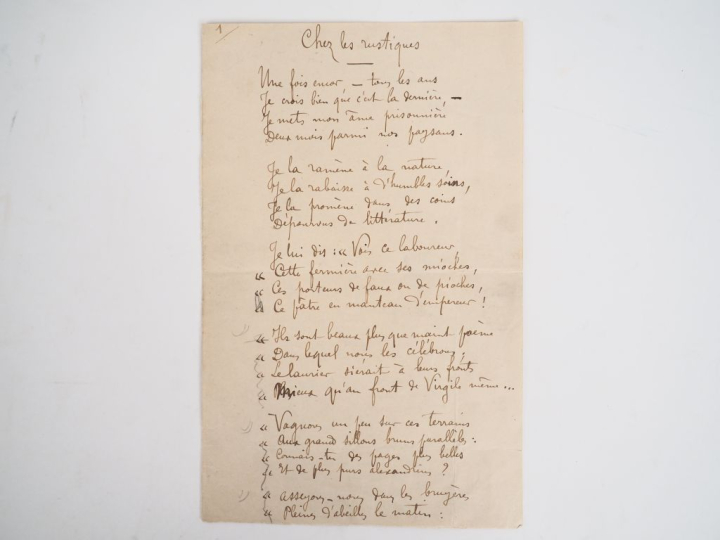 1
Chez les rustiques
Une fois encor — tous les ans
Je crois bien que c'est la dernière, —
Je mets mon âme prisonnière
Deux mois parmi nos paysans.
Je la ramène à la nature
Je la rabaisse à d'humbles soins,
Je la promène dans des coins
Dépourvus de littérature.
Je lui dis : « Vois ce laboureur
« Cette fermière avec ses mioches,
« Ces porteurs de faux ou de pioches,
« Ce pâtre en manteau d'empereur !
« Ils sont beaux plus que maint poème
« Dans lequel nous les célébrons,
« Le laurier siérait à leurs fronts
« Mieux qu'au front de Virgile même...
« Vaguons un peu sur ces terrains
« Aux grands sillons bruns parallèles :
« Connais-tu des pages plus belles
« Et de plus purs alexandrins ?
« Asseyons-nous dans les bruyères
« Pleines d'abeilles le matin :